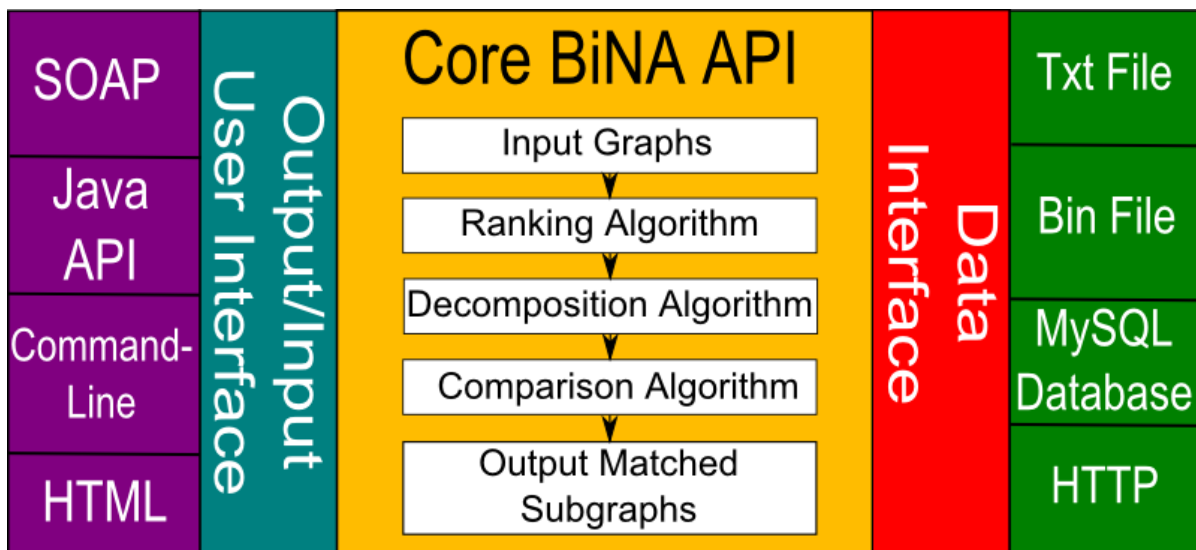 SOAP
Java
API
Command-
Line
HTML
Output/Input
User Interface
Core BiNA API
Input Graphs
Ranking Algorithm
Decomposition Algorithm
Comparison Algorithm
Output Matched
Subgraphs
Data
Interface
Txt File
Bin File
MySQL
Database
HTTP